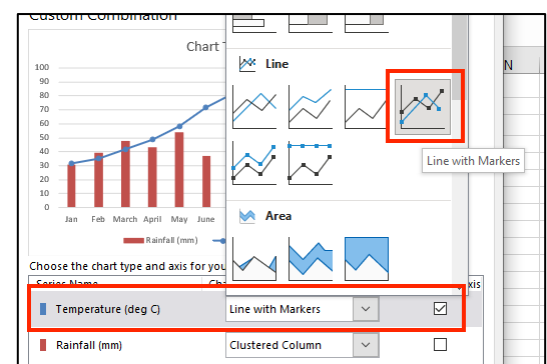 Custom Combination
Chart T
100
90
80
70
60
50
40
30
20
10
0
Jan Feb March April May June
Rainfall (mm)
Line
Line with Markers
Area
N
Choose the chart type and axis for you
Series Name Cha xis
Temperature (deg C) Line with Markers
Rainfall (mm) Clustered Column